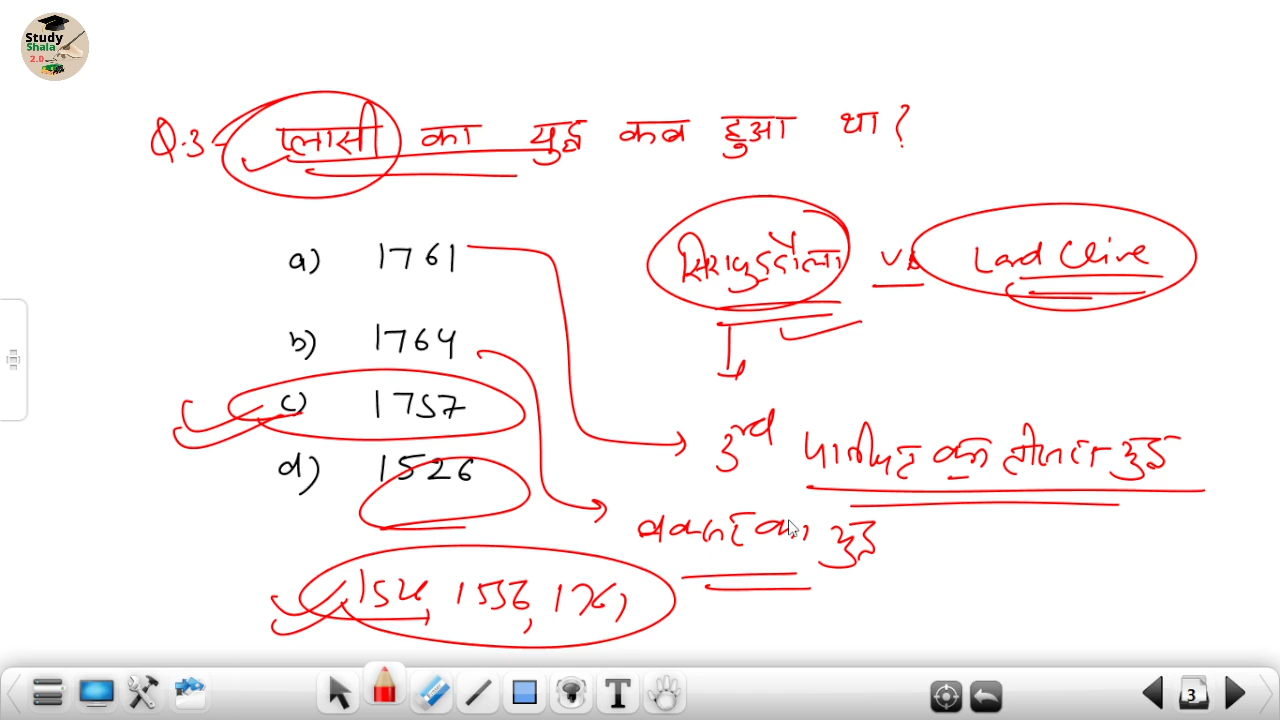 Study
Shala
2.0
Q.3 प्लासी का युद्ध कब हुआ था?
a) 1761
b) 1764
c) 1757
d) 1526
सिराजुद्दौला vs Lord Clive
3rd पानीपत का तीसरा युद्ध
बक्सर का युद्ध
1526, 1556, 1761
3